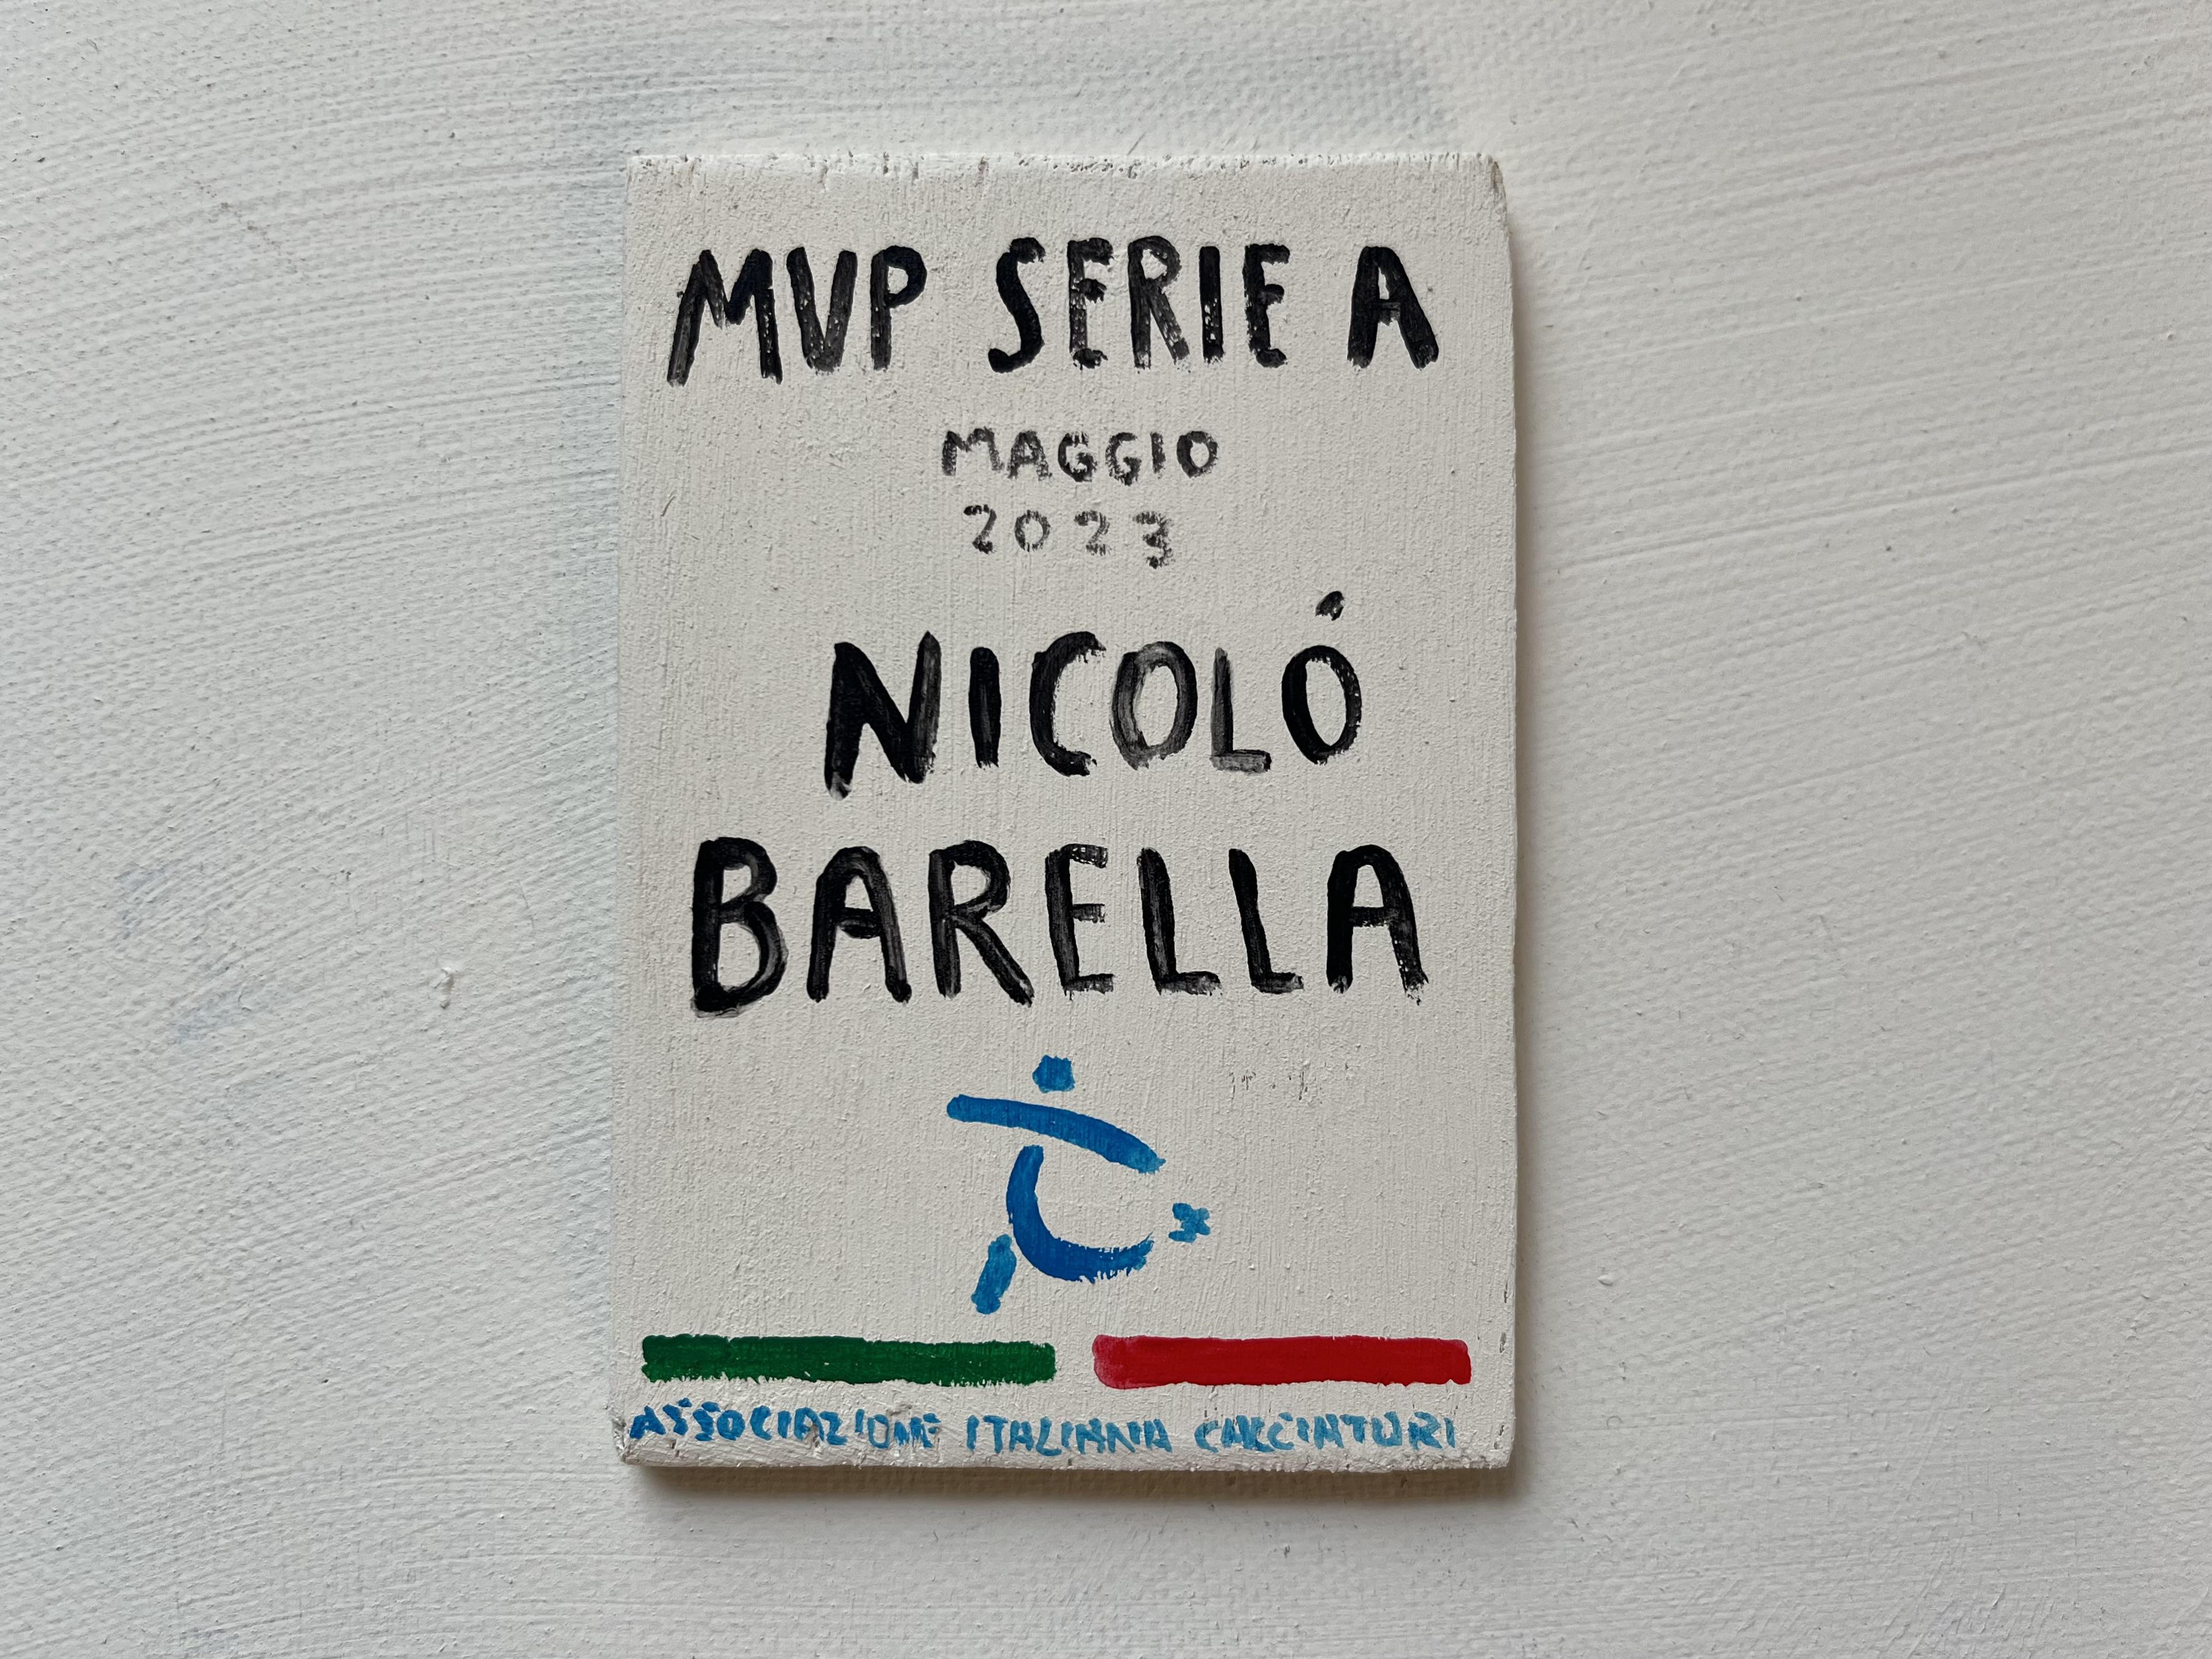 MVP SERIE A
MAGGIO
2023
NICOLÓ
BARELLA
ASSOCIAZIONE ITALIANA CALCIATORI